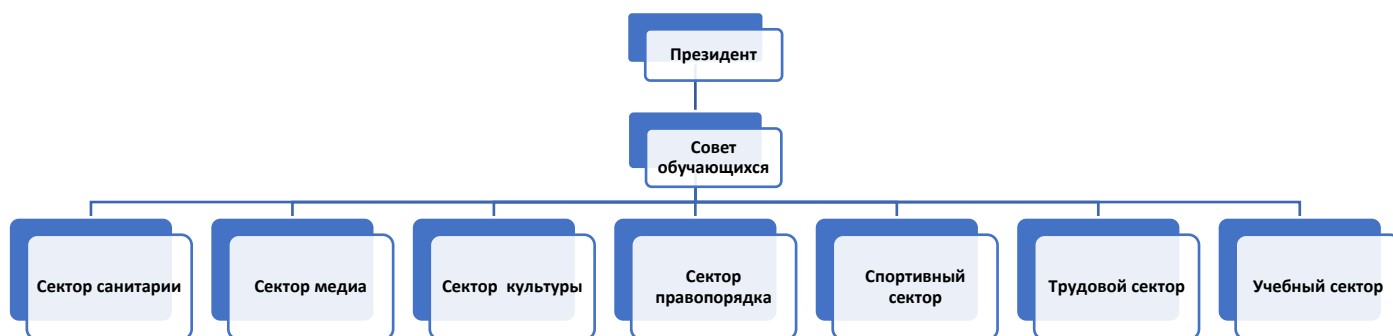 Президент
Совет
обучающихся
Сектор санитарии
Сектор медиа
Сектор культуры
Сектор
правопорядка
Спортивный
сектор
Трудовой сектор
Учебный сектор